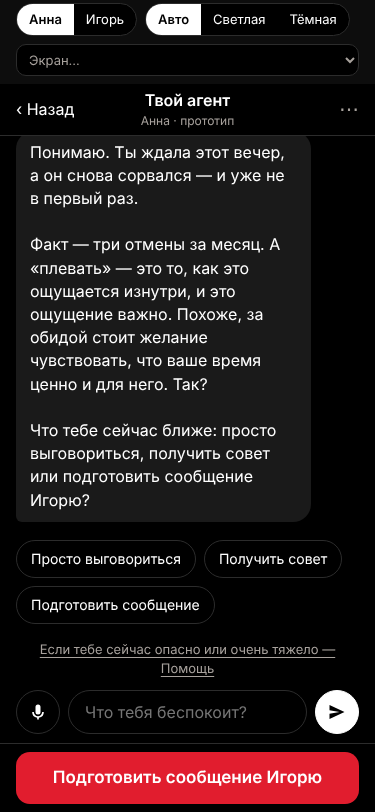 Анна Игорь Авто Светлая Тёмная
Экран...
‹ Назад
Твой агент
Анна · прототип
...
Понимаю. Ты ждала этот вечер,
а он снова сорвался — и уже не
в первый раз.
Факт — три отмены за месяц. А
«плевать» — это то, как это
ощущается изнутри, и это
ощущение важно. Похоже, за
обидой стоит желание
чувствовать, что ваше время
ценно и для него. Так?
Что тебе сейчас ближе: просто
выговориться, получить совет
или подготовить сообщение
Игорю?
Просто выговориться Получить совет
Подготовить сообщение
Если тебе сейчас опасно или очень тяжело —
Помощь
Что тебя беспокоит?
Подготовить сообщение Игорю